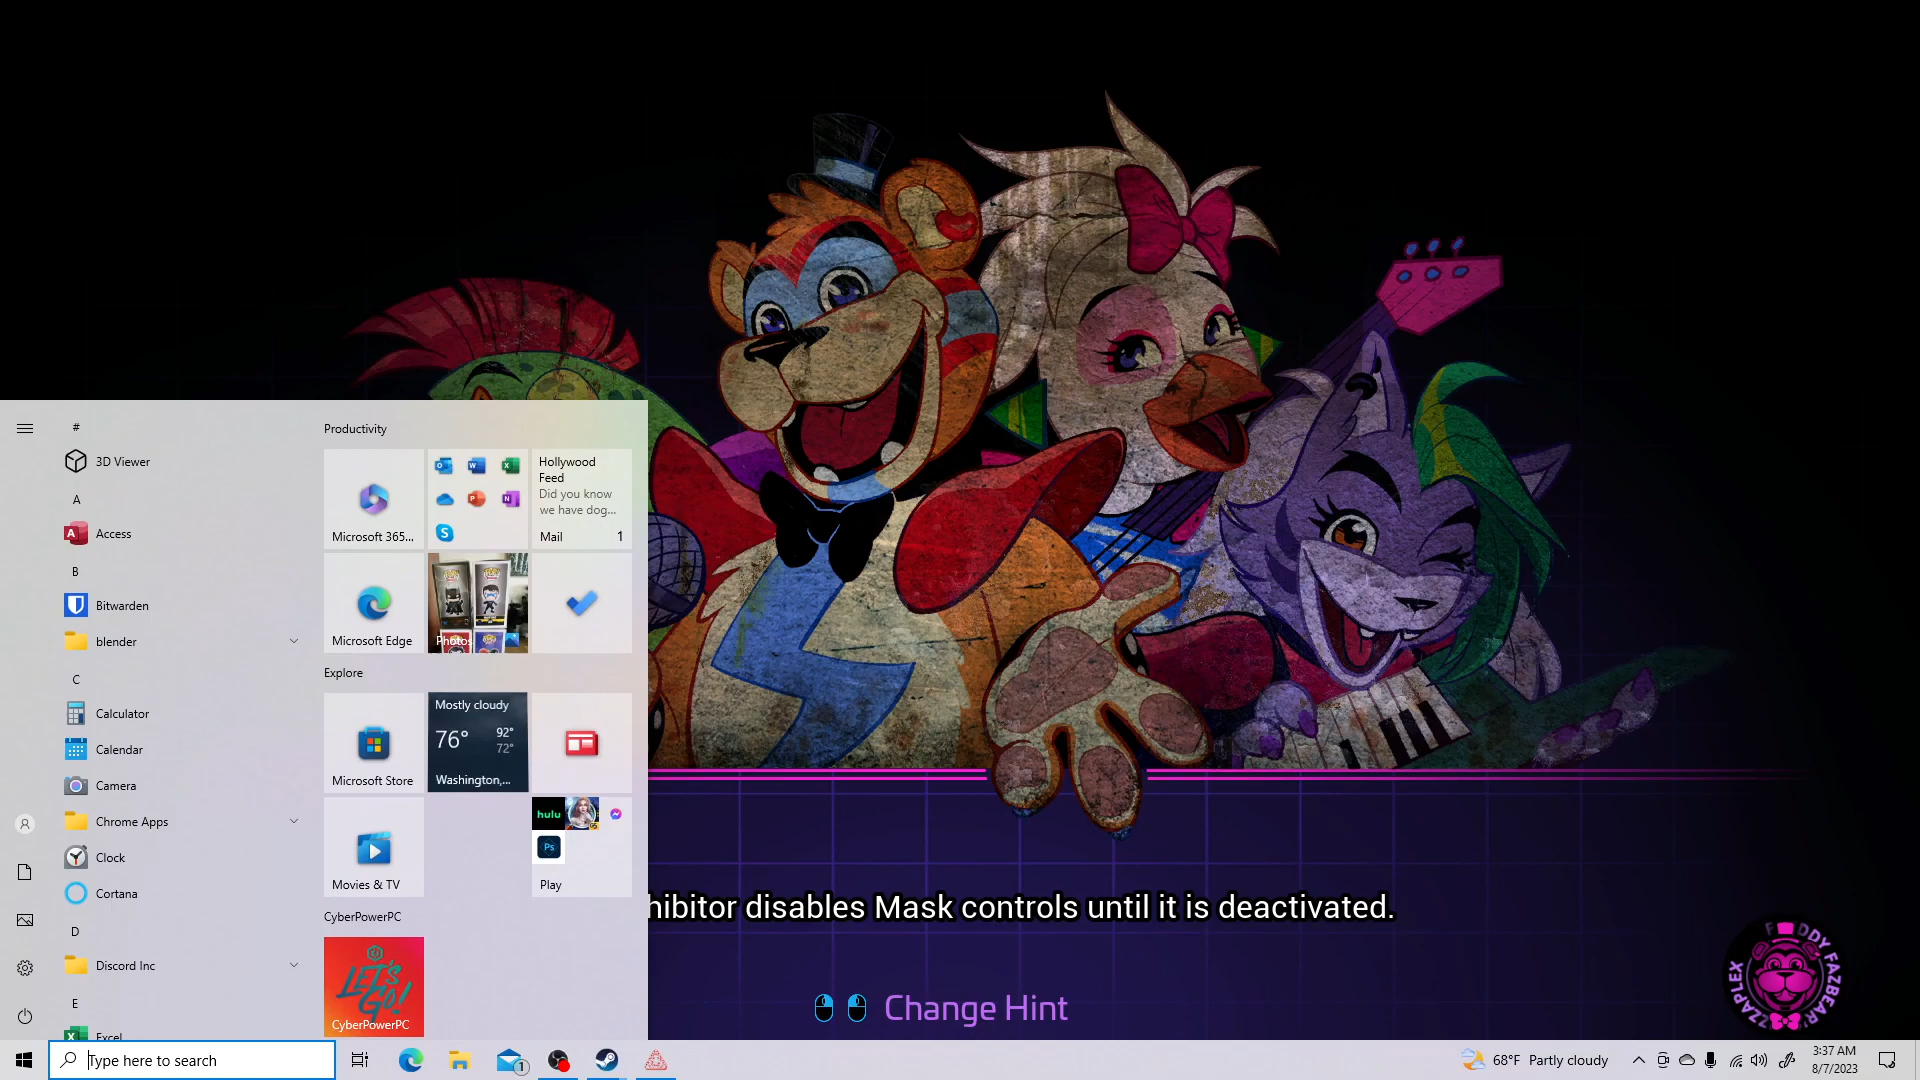 #
3D Viewer
A
Access
B
Bitwarden
blender
C
Calculator
Calendar
Camera
Chrome Apps
Clock
Cortana
D
Discord Inc
E
Excel
Productivity
Microsoft 365...
Hollywood
Feed
Did you know
we have dog...
Mail 1
Microsoft Edge
Photos
Explore
Microsoft Store
Mostly cloudy
76° 92°
72°
Washington,...
Movies & TV
hulu
Ps
Play
CyberPowerPC
LET'S
GO!
CyberPowerPC
hibitor disables Mask controls until it is deactivated.
Change Hint
FREDDY FAZBEAR'S
PIZZAPLEX
Type here to search
1
68°F Partly cloudy
3:37 AM
8/7/2023